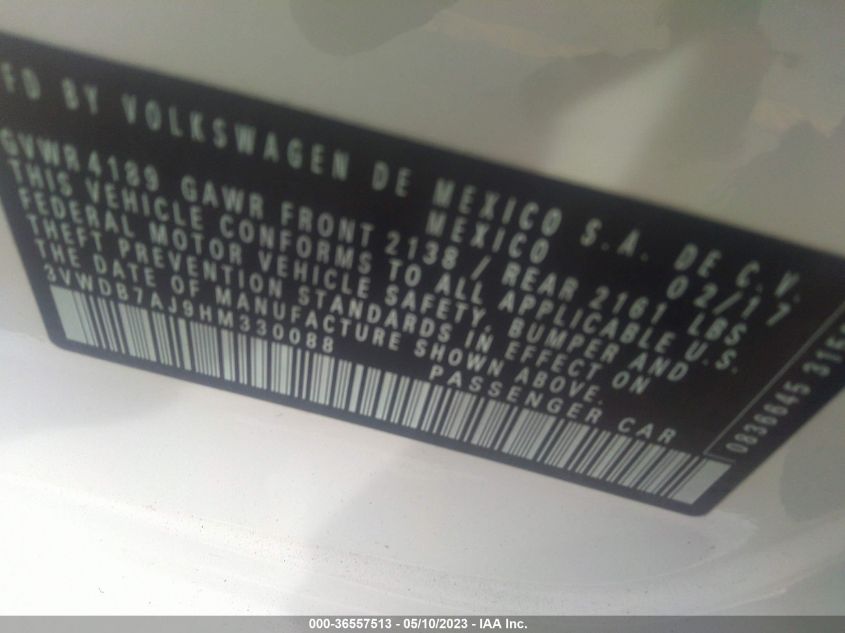 FD BY VOLKSWAGEN DE MEXICO S.A. DE C.V.
MEXICO 02/17
GVWR 4189 GAWR FRONT 2138 / REAR 2161 LBS
THIS VEHICLE CONFORMS TO ALL APPLICABLE U.S.
FEDERAL MOTOR VEHICLE SAFETY, BUMPER AND
THEFT PREVENTION STANDARDS IN EFFECT ON
THE DATE OF MANUFACTURE SHOWN ABOVE.
3VWDB7AJ9HM330088 PASSENGER CAR
0836645 315
000-36557513 - 05/10/2023 - IAA Inc.